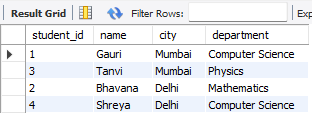 Result Grid Filter Rows: Exp
student_id name city department
1 Gauri Mumbai Computer Science
3 Tanvi Mumbai Physics
2 Bhavana Delhi Mathematics
4 Shreya Delhi Computer Science